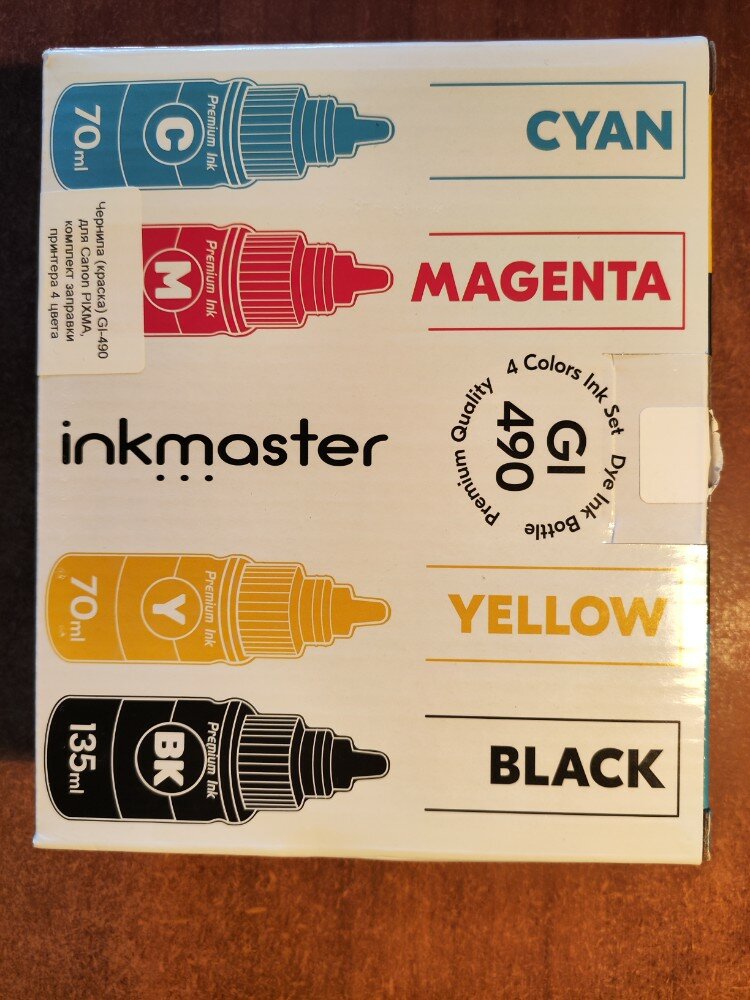 CYAN
Premium Ink
C
70ml
MAGENTA
Premium Ink
M
Чернила (краска) GI-490
для Canon PIXMA,
комплект заправки
принтера 4 цвета
inkmaster
4 Colors Ink Set
Dye Ink Bottle
Premium Quality
GI
490
YELLOW
Premium Ink
Y
70ml
BLACK
Premium Ink
BK
135ml